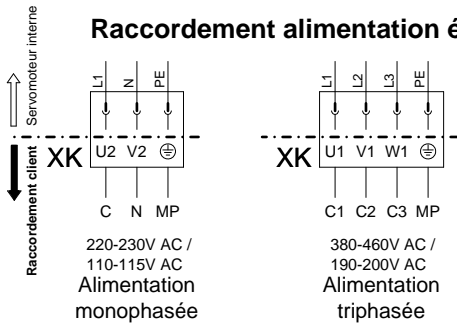 Raccordement alimentation é
Servomoteur interne
Raccordement client
L1 N PE
XK U2 V2
C N MP
220-230V AC /
110-115V AC
Alimentation
monophasée
L1 L2 L3 PE
XK U1 V1 W1
C1 C2 C3 MP
380-460V AC /
190-200V AC
Alimentation
triphasée